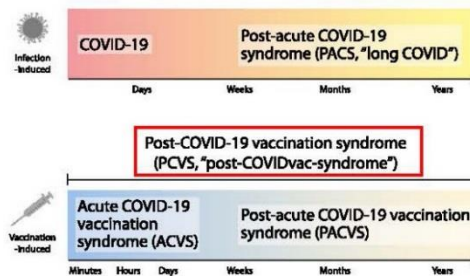 COVID-19
Post-acute COVID-19
syndrome (PACS, “long COVID”)
Infection
-induced
Days Weeks Months Years
Post-COVID-19 vaccination syndrome
(PCVS, “post-COVIDvac-syndrome”)
Acute COVID-19
vaccination
syndrome (ACVS)
Post-acute COVID-19 vaccination
syndrome (PACVS)
Vaccination
-induced
Minutes Hours Days Weeks Months Years